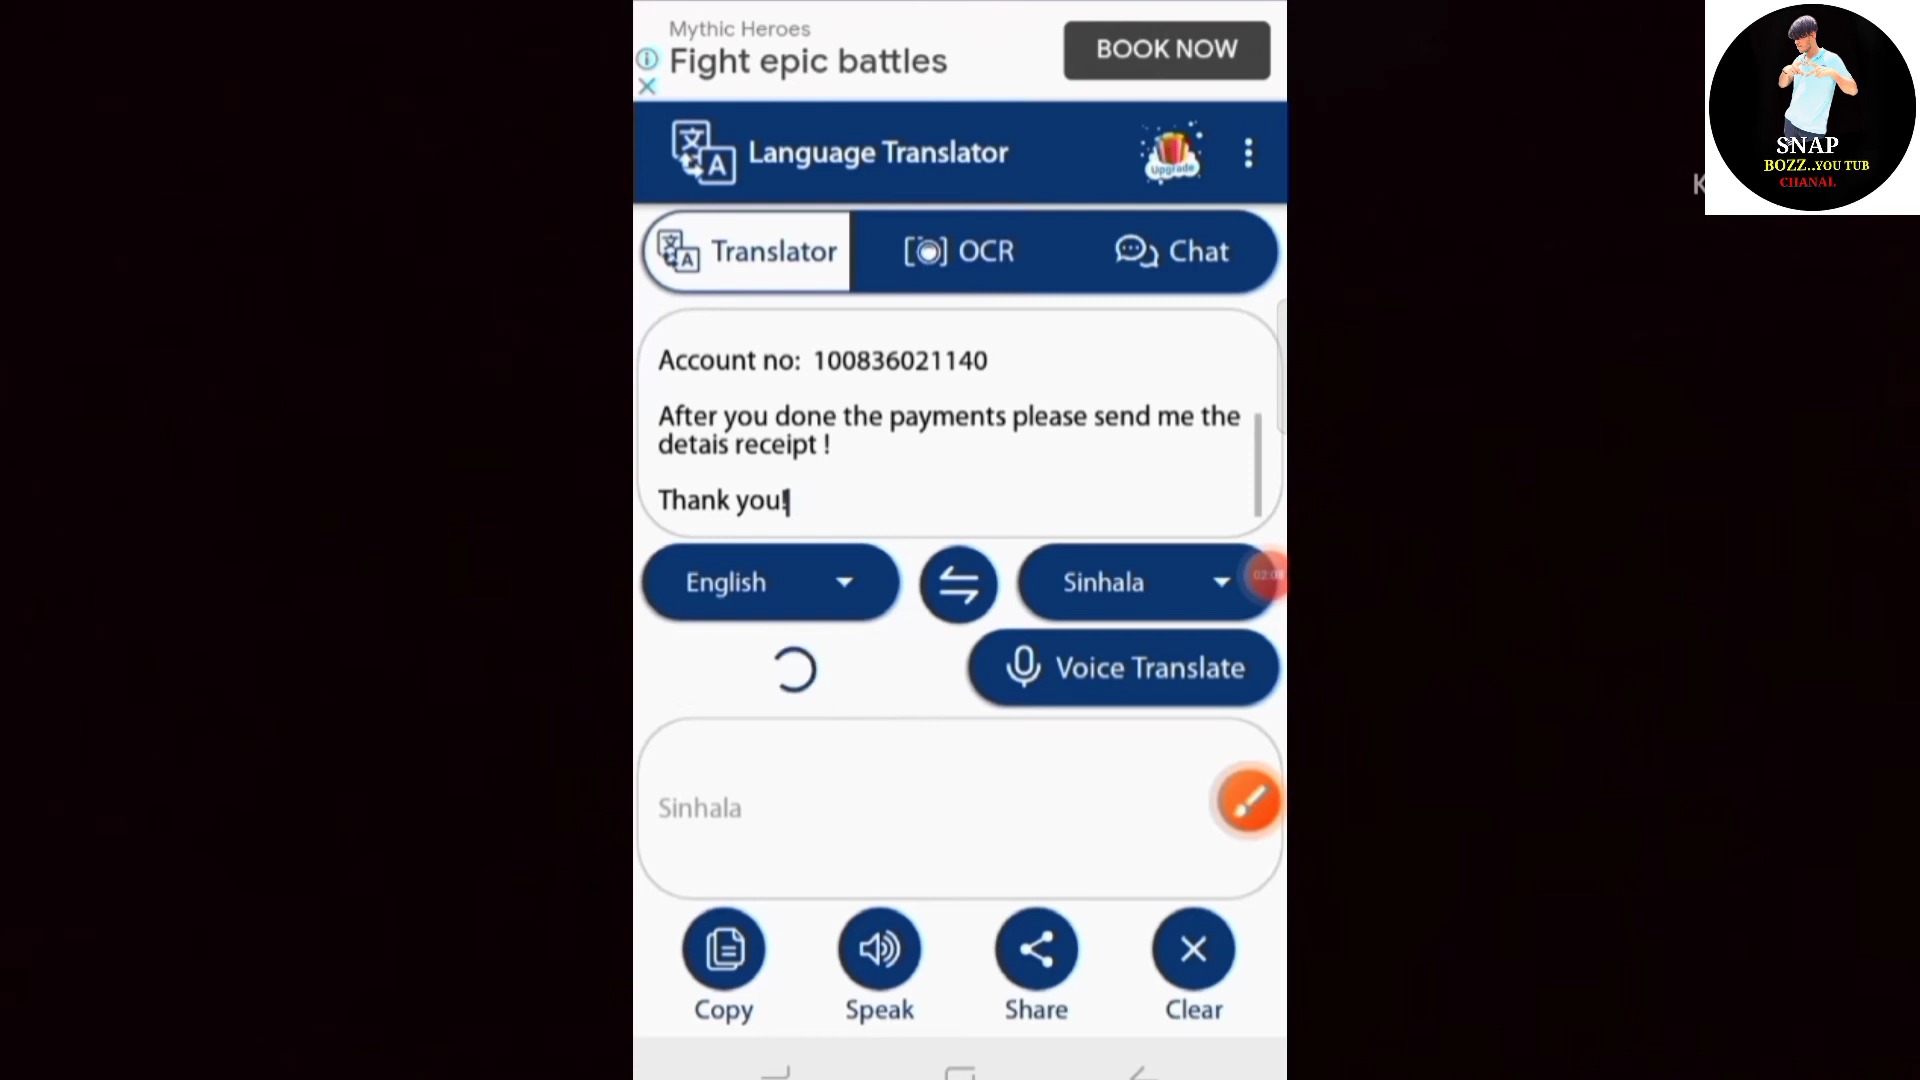 Mythic Heroes
Fight epic battles
BOOK NOW
Language Translator
Upgrade
Translator
OCR
Chat
Account no: 100836021140
After you done the payments please send me the
detais receipt !
Thank you!
English
Sinhala
02:08
Voice Translate
Sinhala
Copy
Speak
Share
Clear
SNAP
BOZZ..YOU TUB
CHANAL
K